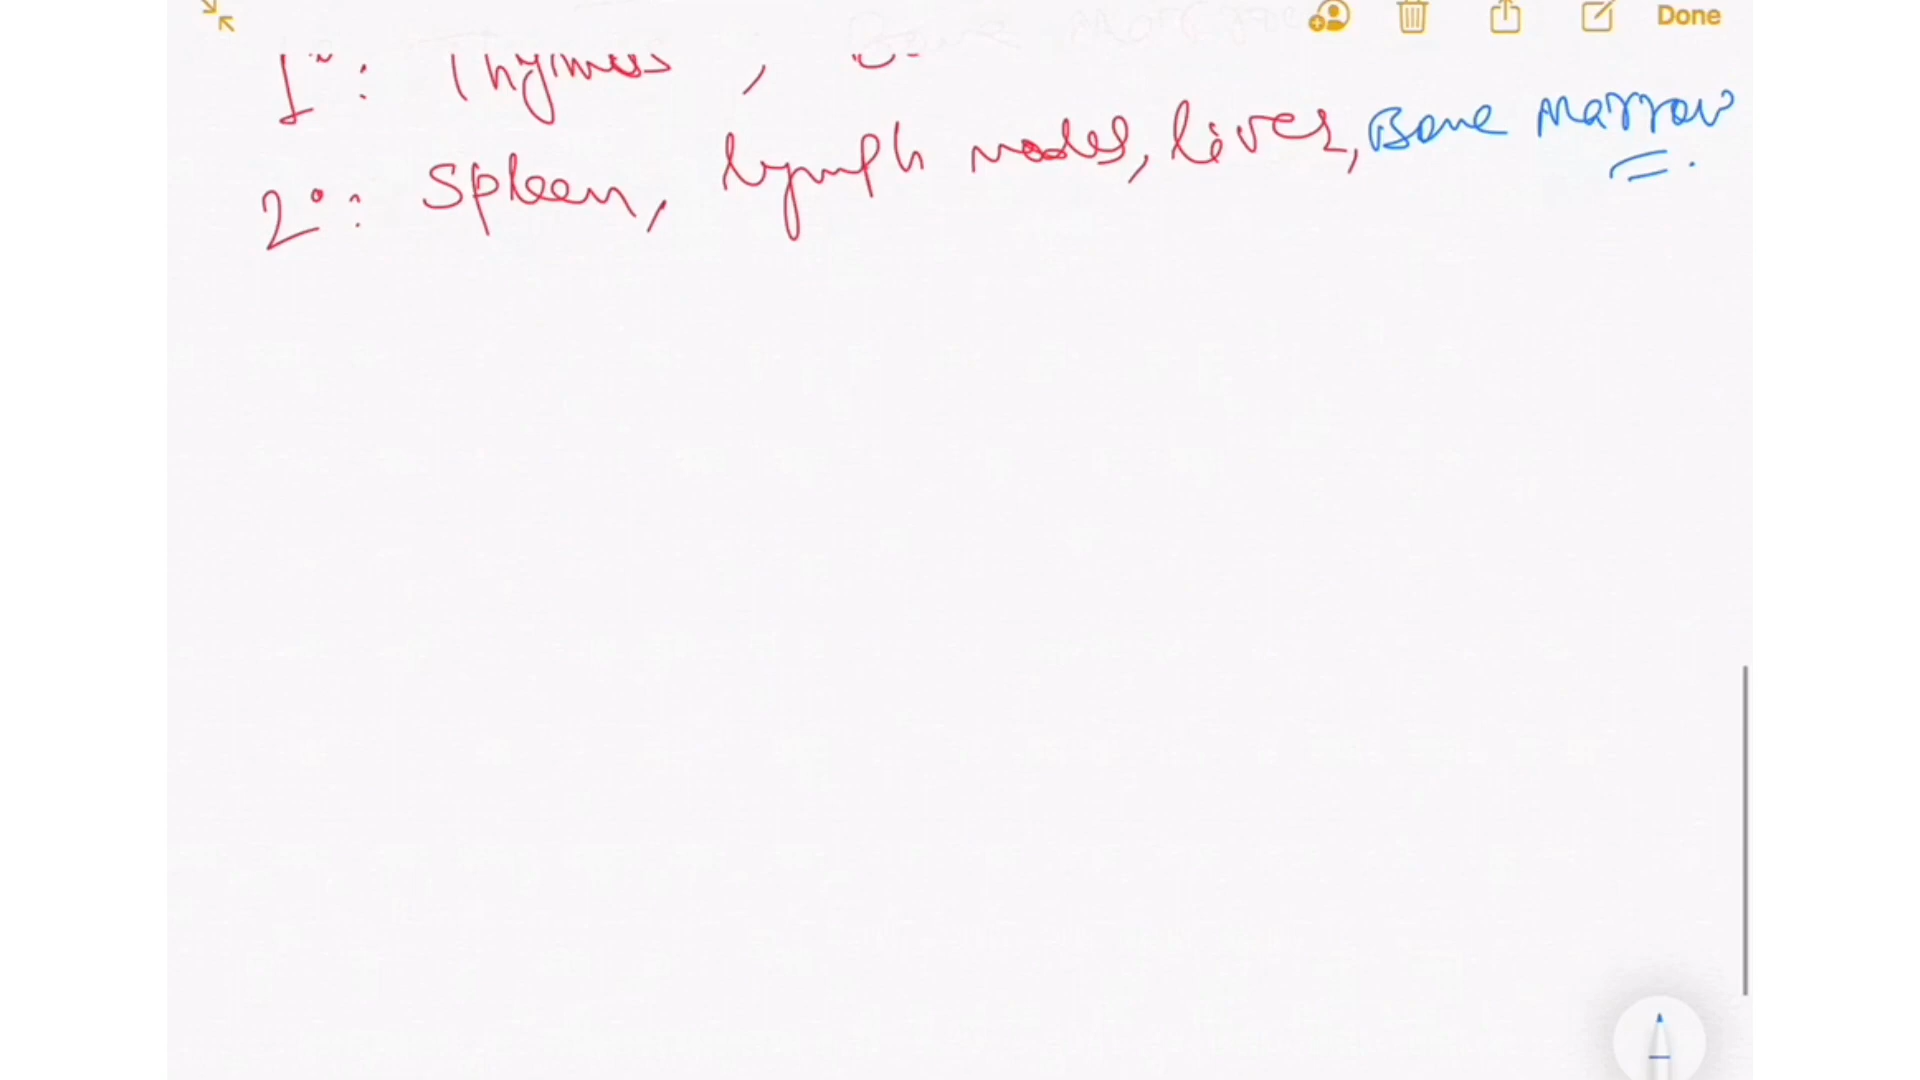 Done
1°: Thymus,
2°: Spleen, lymph nodes, liver, Bone Marrow